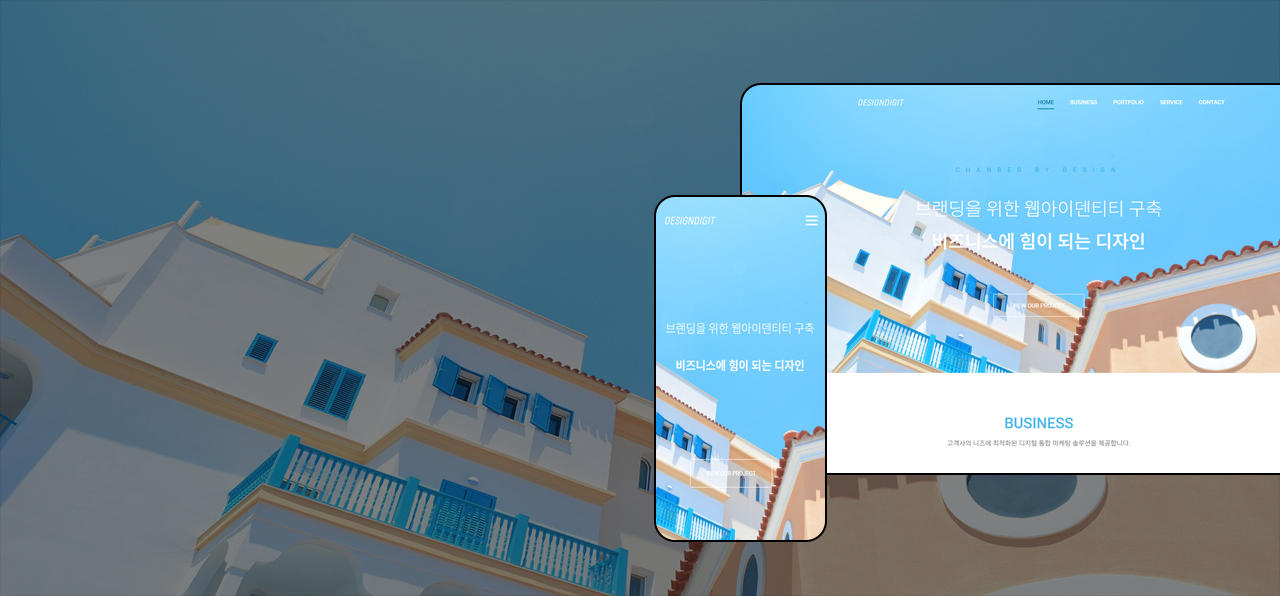 DESIGNDIGIT
HOME BUSINESS PORTFOLIO SERVICE CONTACT
CHANBED BY DESIGN
브랜딩을 위한 웹아이덴티티 구축
비즈니스에 힘이 되는 디자인
VIEW OUR PROJECT
BUSINESS
고객사의 니즈에 최적화된 디지털 통합 마케팅 솔루션을 제공합니다.
DESIGNDIGIT
브랜딩을 위한 웹아이덴티티 구축
비즈니스에 힘이 되는 디자인
VIEW OUR PROJECT